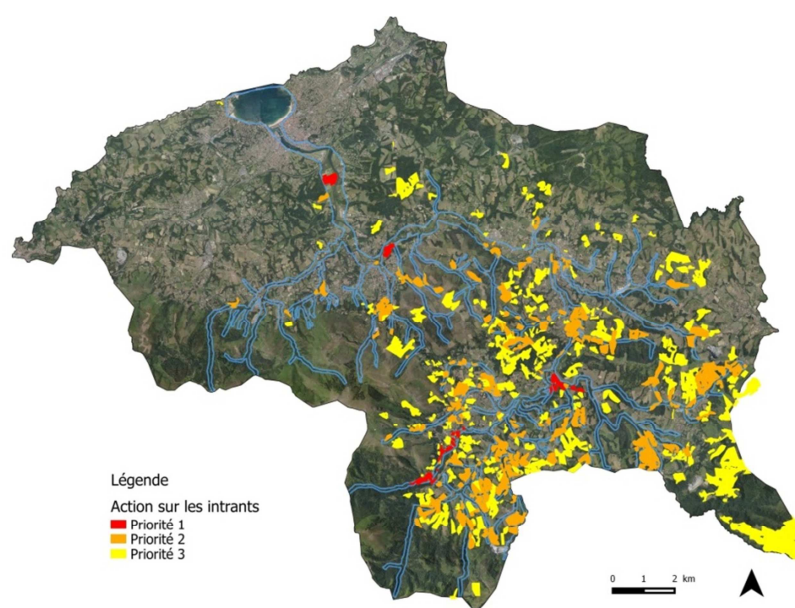 Légende
Action sur les intrants
Priorité 1
Priorité 2
Priorité 3
0 1 2 km